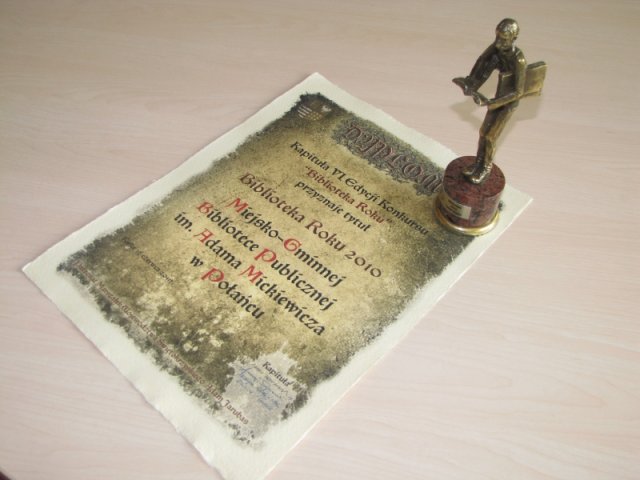 Dyplom
Kapituła VI Edycji Konkursu
"Biblioteka Roku"
przyznaje tytuł
Biblioteka Roku 2010
Miejsko-Gminnej
Bibliotece Publicznej
im. Adama Mickiewicza
w Połańcu
Kapituła
Jarubas